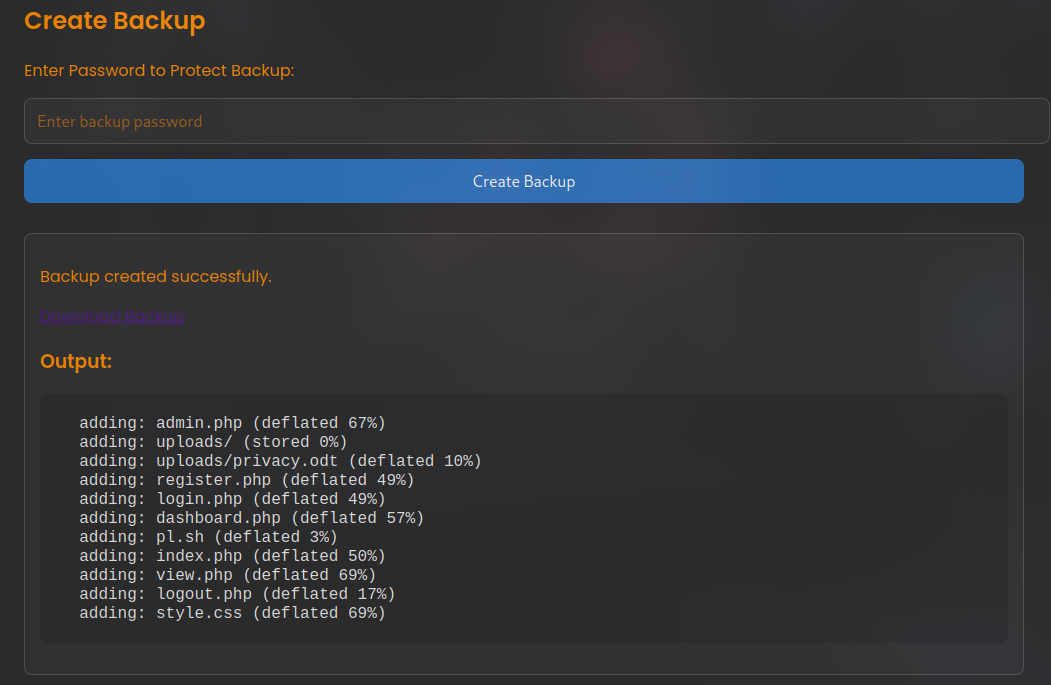 Create Backup
Enter Password to Protect Backup:
Enter backup password
Create Backup
Backup created successfully.
Download Backup
Output:
adding: admin.php (deflated 67%)
adding: uploads/ (stored 0%)
adding: uploads/privacy.odt (deflated 10%)
adding: register.php (deflated 49%)
adding: login.php (deflated 49%)
adding: dashboard.php (deflated 57%)
adding: pl.sh (deflated 3%)
adding: index.php (deflated 50%)
adding: view.php (deflated 69%)
adding: logout.php (deflated 17%)
adding: style.css (deflated 69%)